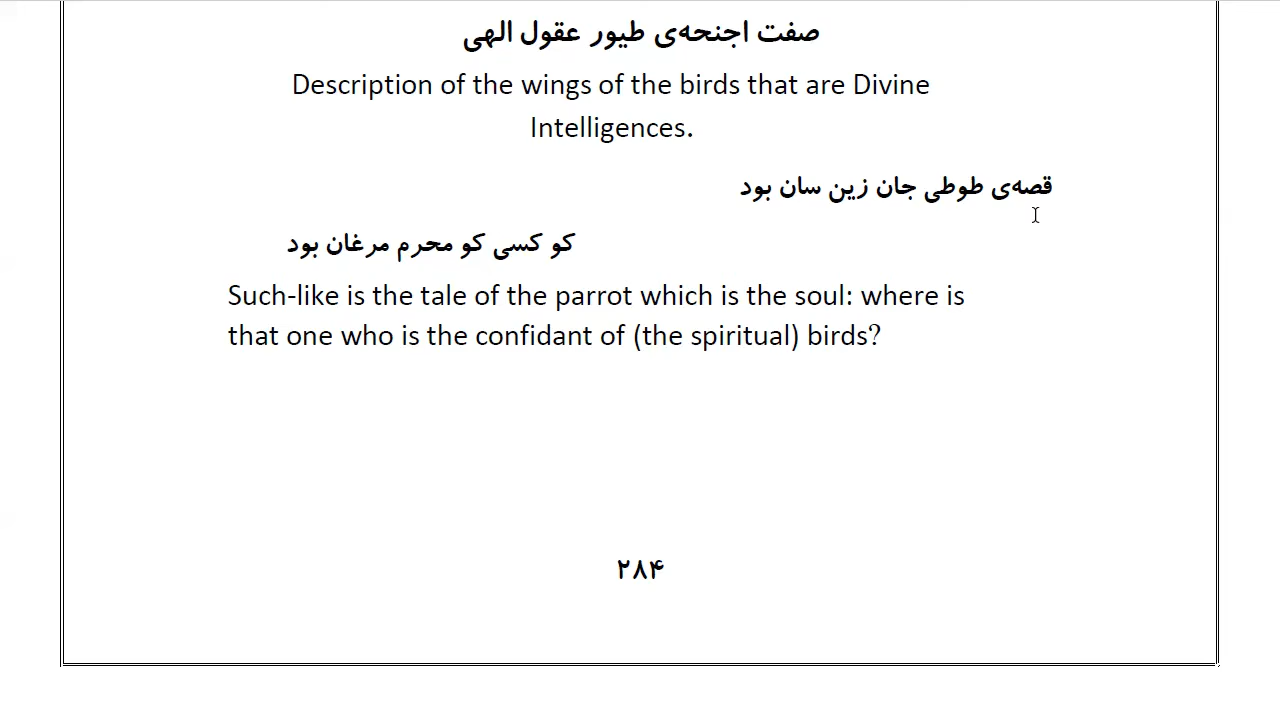 صفت اجنحه‌ی طیور عقول الهی
Description of the wings of the birds that are Divine
Intelligences.
قصه‌ی طوطی جان زین سان بود
کو کسی کو محرم مرغان بود
Such-like is the tale of the parrot which is the soul: where is
that one who is the confidant of (the spiritual) birds?
۲۸۴